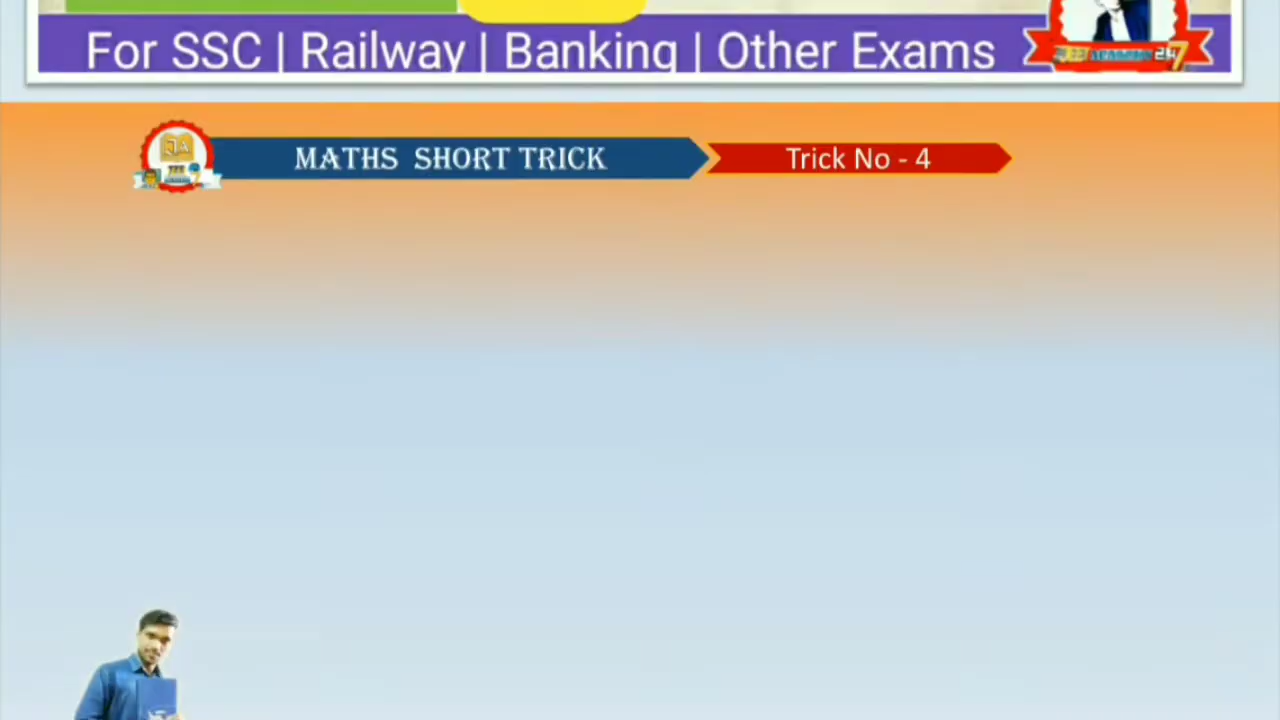 For SSC | Railway | Banking | Other Exams
MATHS SHORT TRICK
Trick No - 4